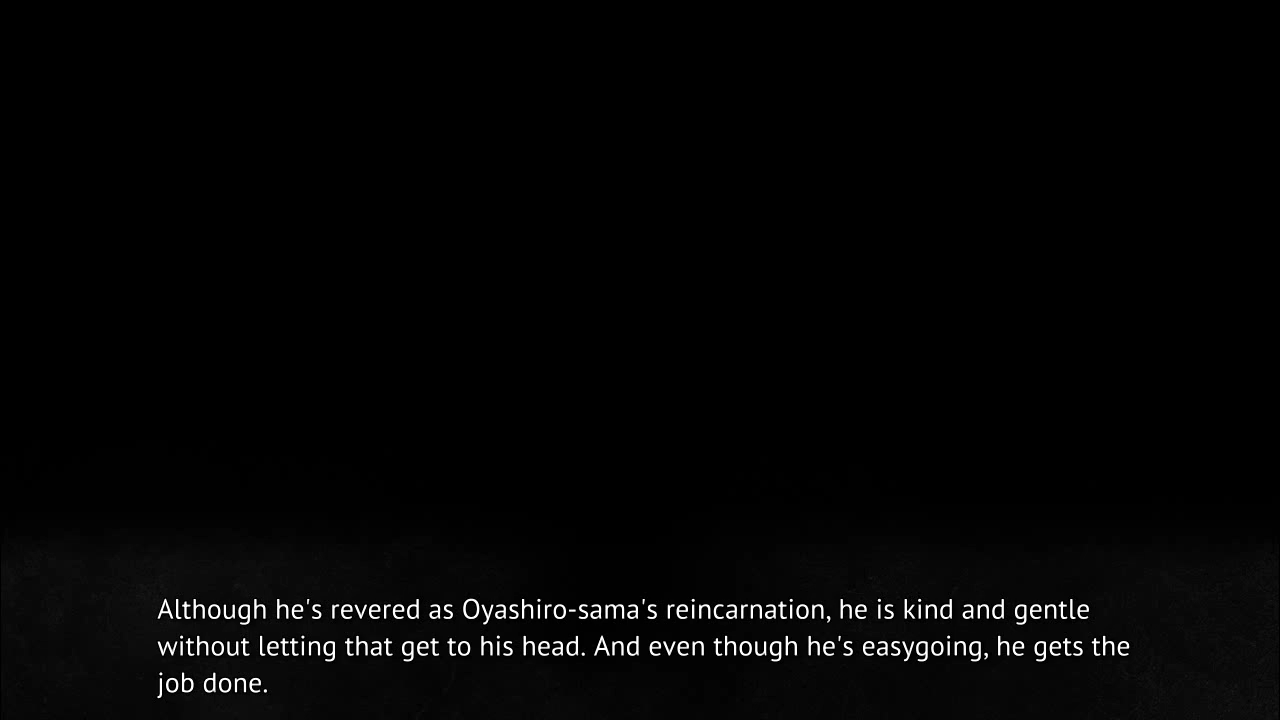 Although he's revered as Oyashiro-sama's reincarnation, he is kind and gentle
without letting that get to his head. And even though he's easygoing, he gets the
job done.